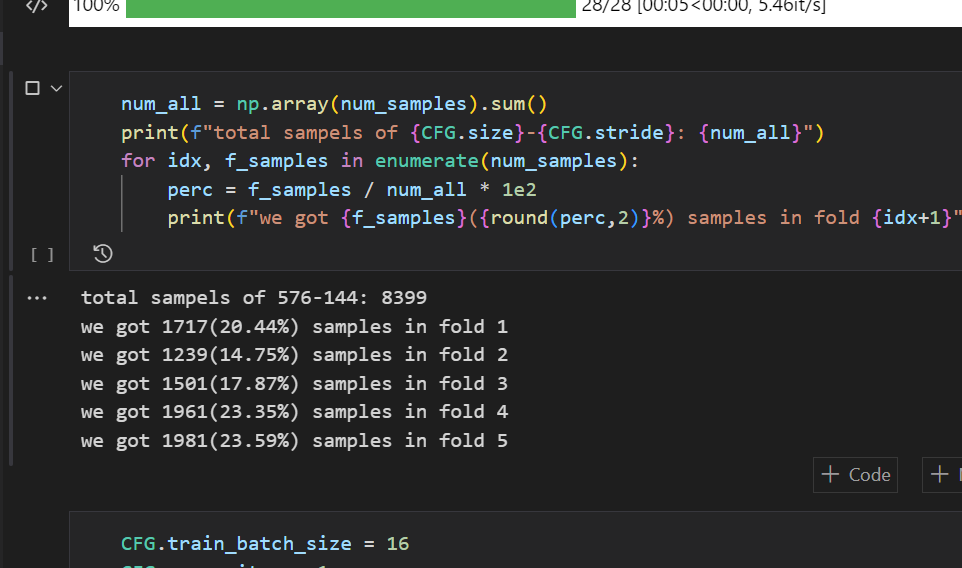 </> 100% 28/28 [00:05<00:00, 5.46it/s]
num_all = np.array(num_samples).sum()
print(f"total sampels of {CFG.size}-{CFG.stride}: {num_all}")
for idx, f_samples in enumerate(num_samples):
perc = f_samples / num_all * 1e2
print(f"we got {f_samples}({round(perc,2)}%) samples in fold {idx+1}"
[ ]
total sampels of 576-144: 8399
we got 1717(20.44%) samples in fold 1
we got 1239(14.75%) samples in fold 2
we got 1501(17.87%) samples in fold 3
we got 1961(23.35%) samples in fold 4
we got 1981(23.59%) samples in fold 5
+ Code +
CFG.train_batch_size = 16